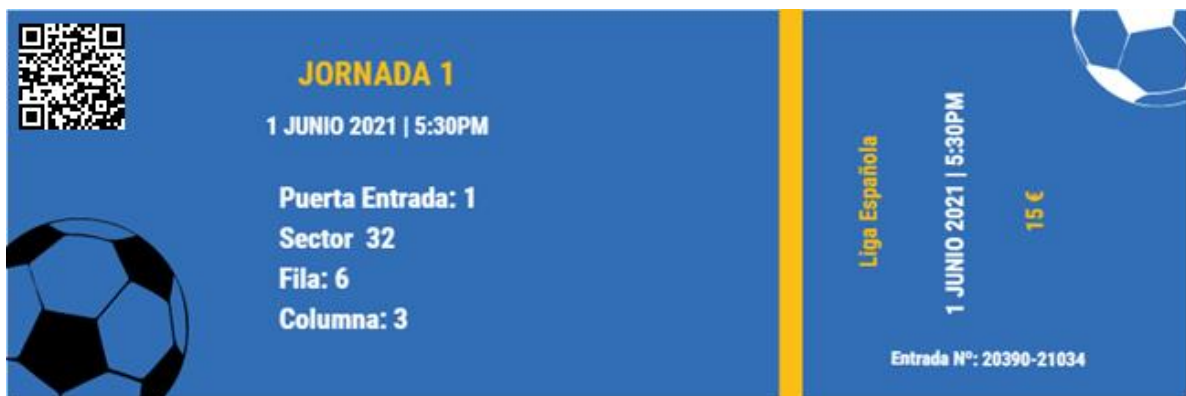 JORNADA 1
1 JUNIO 2021 | 5:30PM
Puerta Entrada: 1
Sector  32
Fila: 6
Columna: 3
Liga Española
1 JUNIO 2021 | 5:30PM
15 €
Entrada Nº: 20390-21034